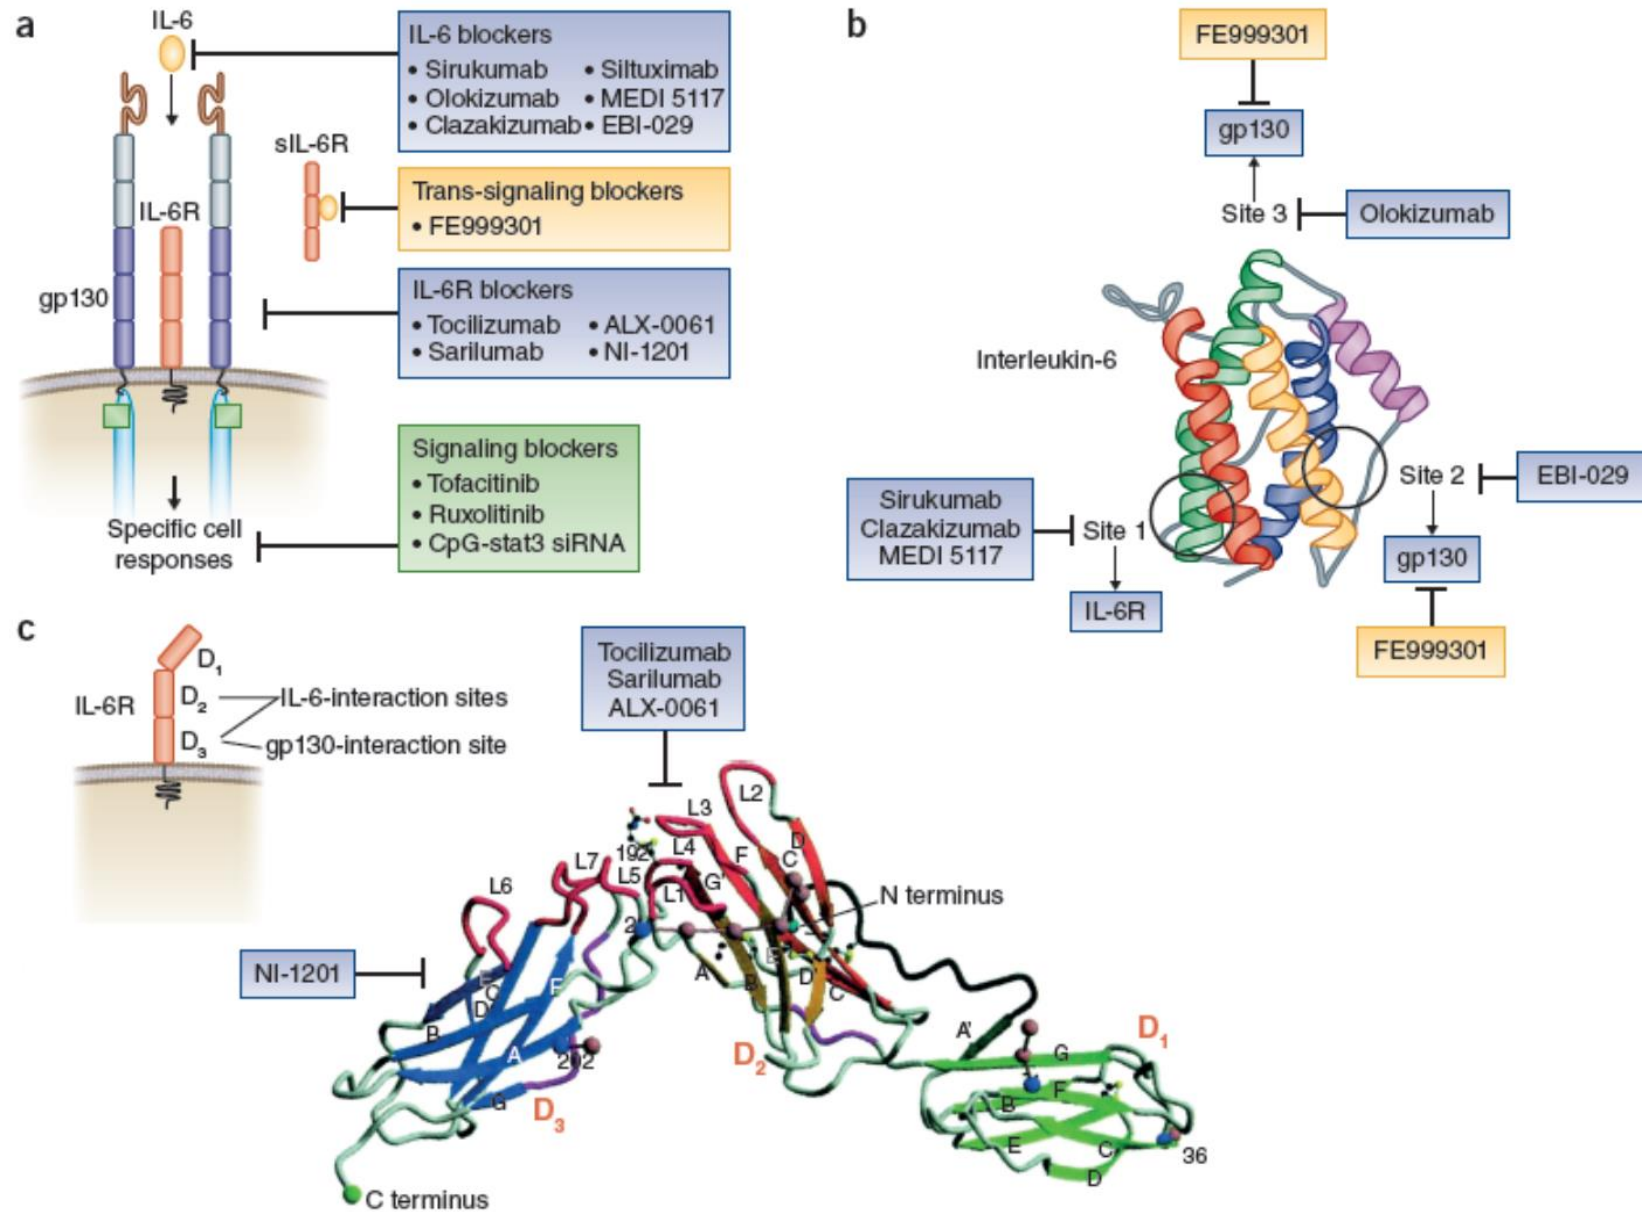 a
IL-6
IL-6 blockers
• Sirukumab • Siltuximab
• Olokizumab • MEDI 5117
• Clazakizumab • EBI-029
sIL-6R
Trans-signaling blockers
• FE999301
IL-6R
gp130
IL-6R blockers
• Tocilizumab • ALX-0061
• Sarilumab • NI-1201
Signaling blockers
• Tofacitinib
• Ruxolitinib
• CpG-stat3 siRNA
Specific cell
responses
b
FE999301
gp130
Site 3
Olokizumab
Interleukin-6
Site 2
EBI-029
gp130
FE999301
Sirukumab
Clazakizumab
MEDI 5117
Site 1
IL-6R
c
D1
IL-6R
D2
IL-6-interaction sites
D3
gp130-interaction site
Tocilizumab
Sarilumab
ALX-0061
L2
L3
D
192
L4
F
C
L7
L5
G'
L6
L1
N terminus
2
NI-1201
E
C
F
D
B
A
202
G
D3
A
B
E
D
C
D2
A'
D1
G
F
B
E
C
D
36
C terminus